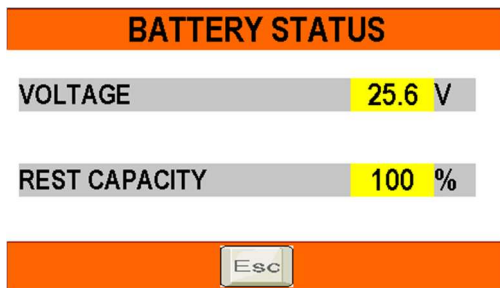 BATTERY STATUS
VOLTAGE 25.6 V
REST CAPACITY 100 %
Esc